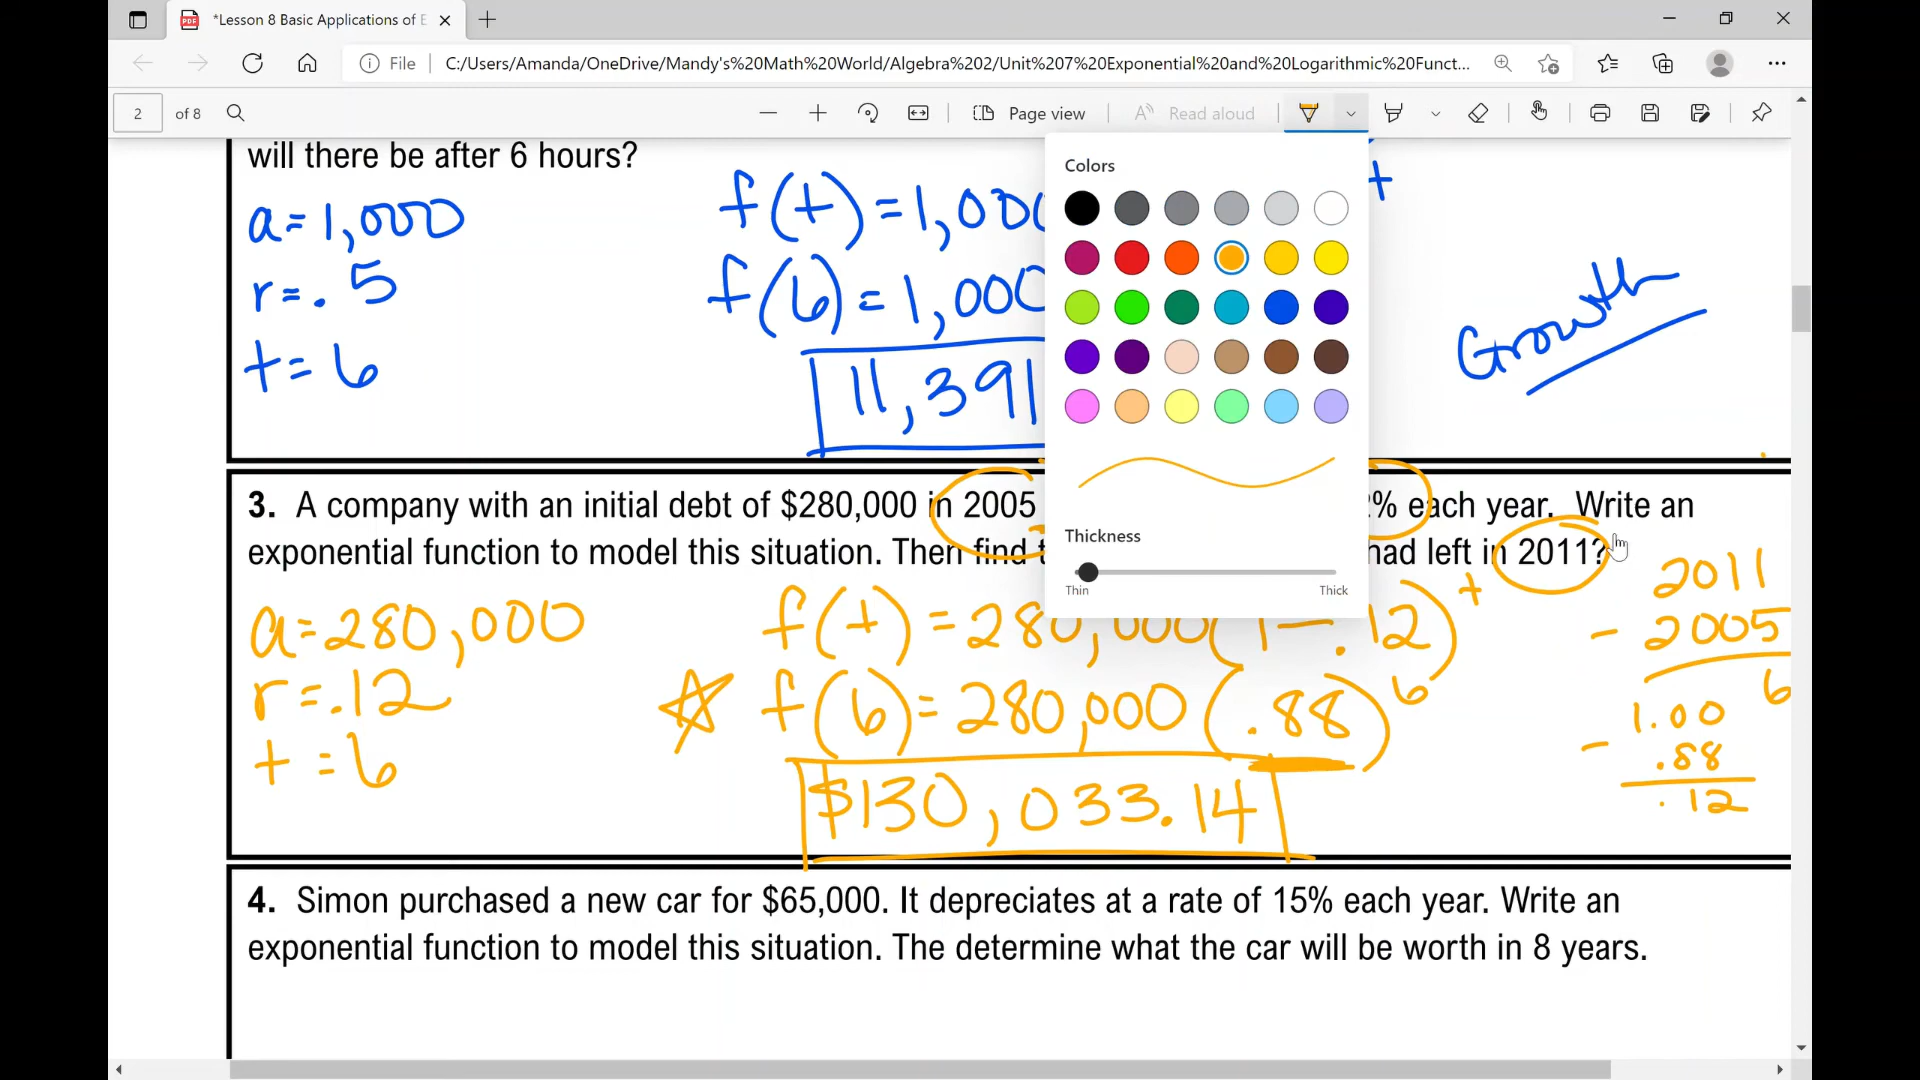 *Lesson 8 Basic Applications of E
File
C:/Users/Amanda/OneDrive/Mandy's%20Math%20World/Algebra%202/Unit%207%20Exponential%20and%20Logarithmic%20Funct...
2 of 8
Page view
Read aloud
will there be after 6 hours?
a=1,000
r=.5
t=6
f(t)=1,000
f(6)=1,000
11,391
t
Growth
Colors
Thickness
Thin
Thick
3. A company with an initial debt of $280,000 in 2005 % each year. Write an
exponential function to model this situation. Then find had left in 2011?
a=280,000
r=.12
t=6
f(t)=280,000(1-.12)^t
f(6)=280,000(.88)^6
$130,033.14
2011
- 2005
6
1.00
- .88
.12
4. Simon purchased a new car for $65,000. It depreciates at a rate of 15% each year. Write an
exponential function to model this situation. The determine what the car will be worth in 8 years.